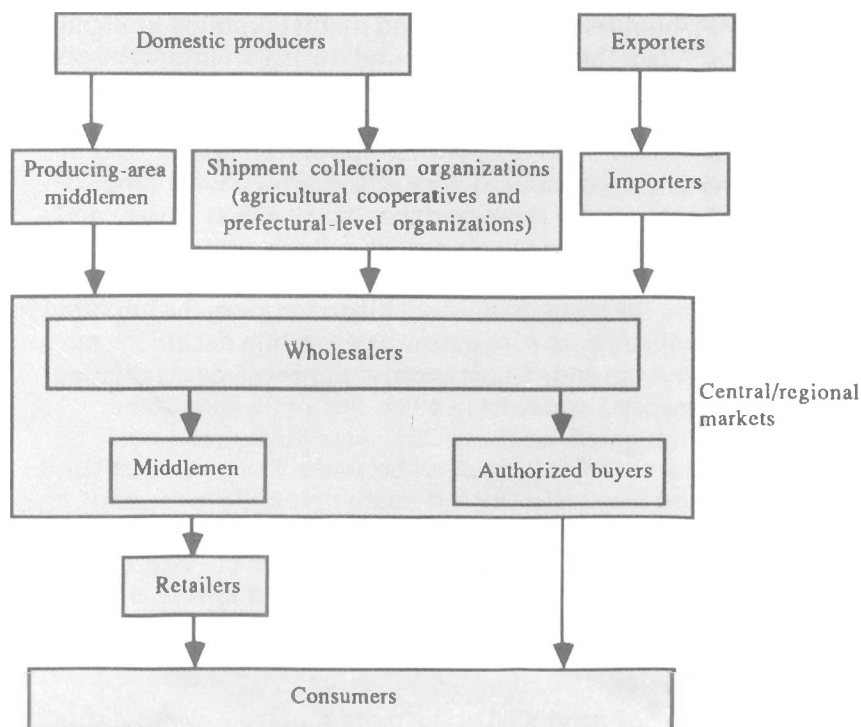 Domestic producers
Exporters
Producing-area
middlemen
Shipment collection organizations
(agricultural cooperatives and
prefectural-level organizations)
Importers
Wholesalers
Central/regional
markets
Middlemen
Authorized buyers
Retailers
Consumers